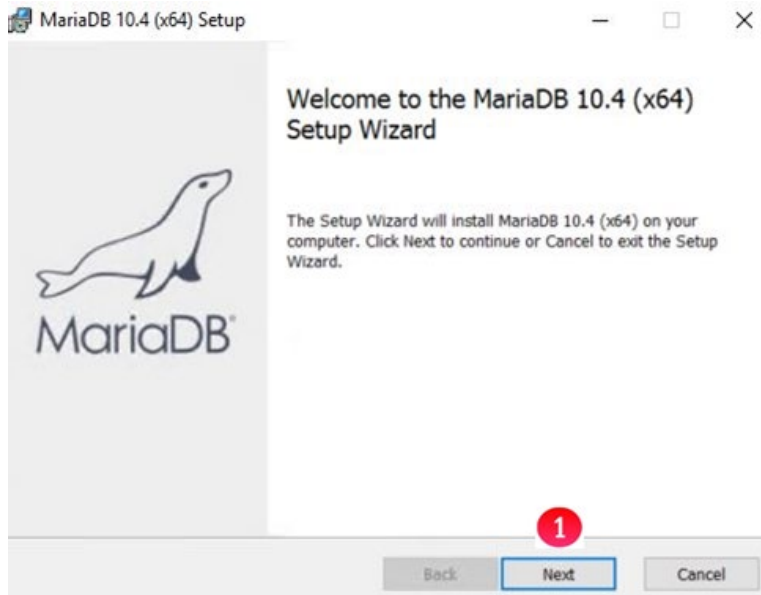 MariaDB 10.4 (x64) Setup
Welcome to the MariaDB 10.4 (x64)
Setup Wizard
The Setup Wizard will install MariaDB 10.4 (x64) on your
computer. Click Next to continue or Cancel to exit the Setup
Wizard.
MariaDB®
1
Back Next Cancel